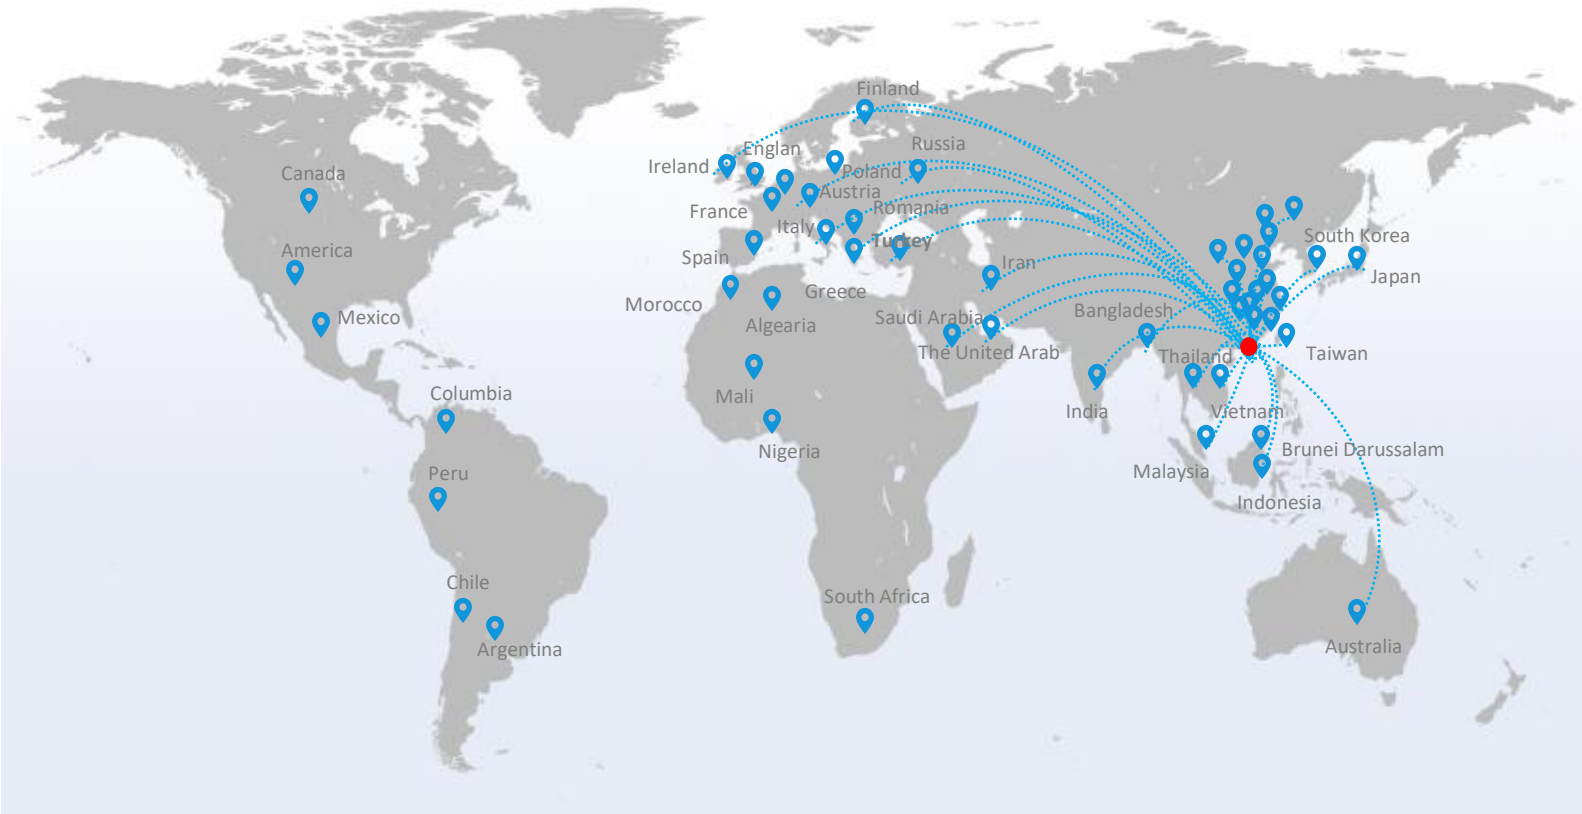 Finland
Englan
Russia
Ireland
Poland
Canada
Austria
France
Romania
Italy
Turkey
South Korea
America
Spain
Iran
Japan
Greece
Morocco
Bangladesh
Mexico
Saudi Arabia
Algearia
The United Arab
Thailand
Taiwan
Columbia
Mali
India
Vietnam
Nigeria
Brunei Darussalam
Peru
Malaysia
Indonesia
Chile
South Africa
Argentina
Australia